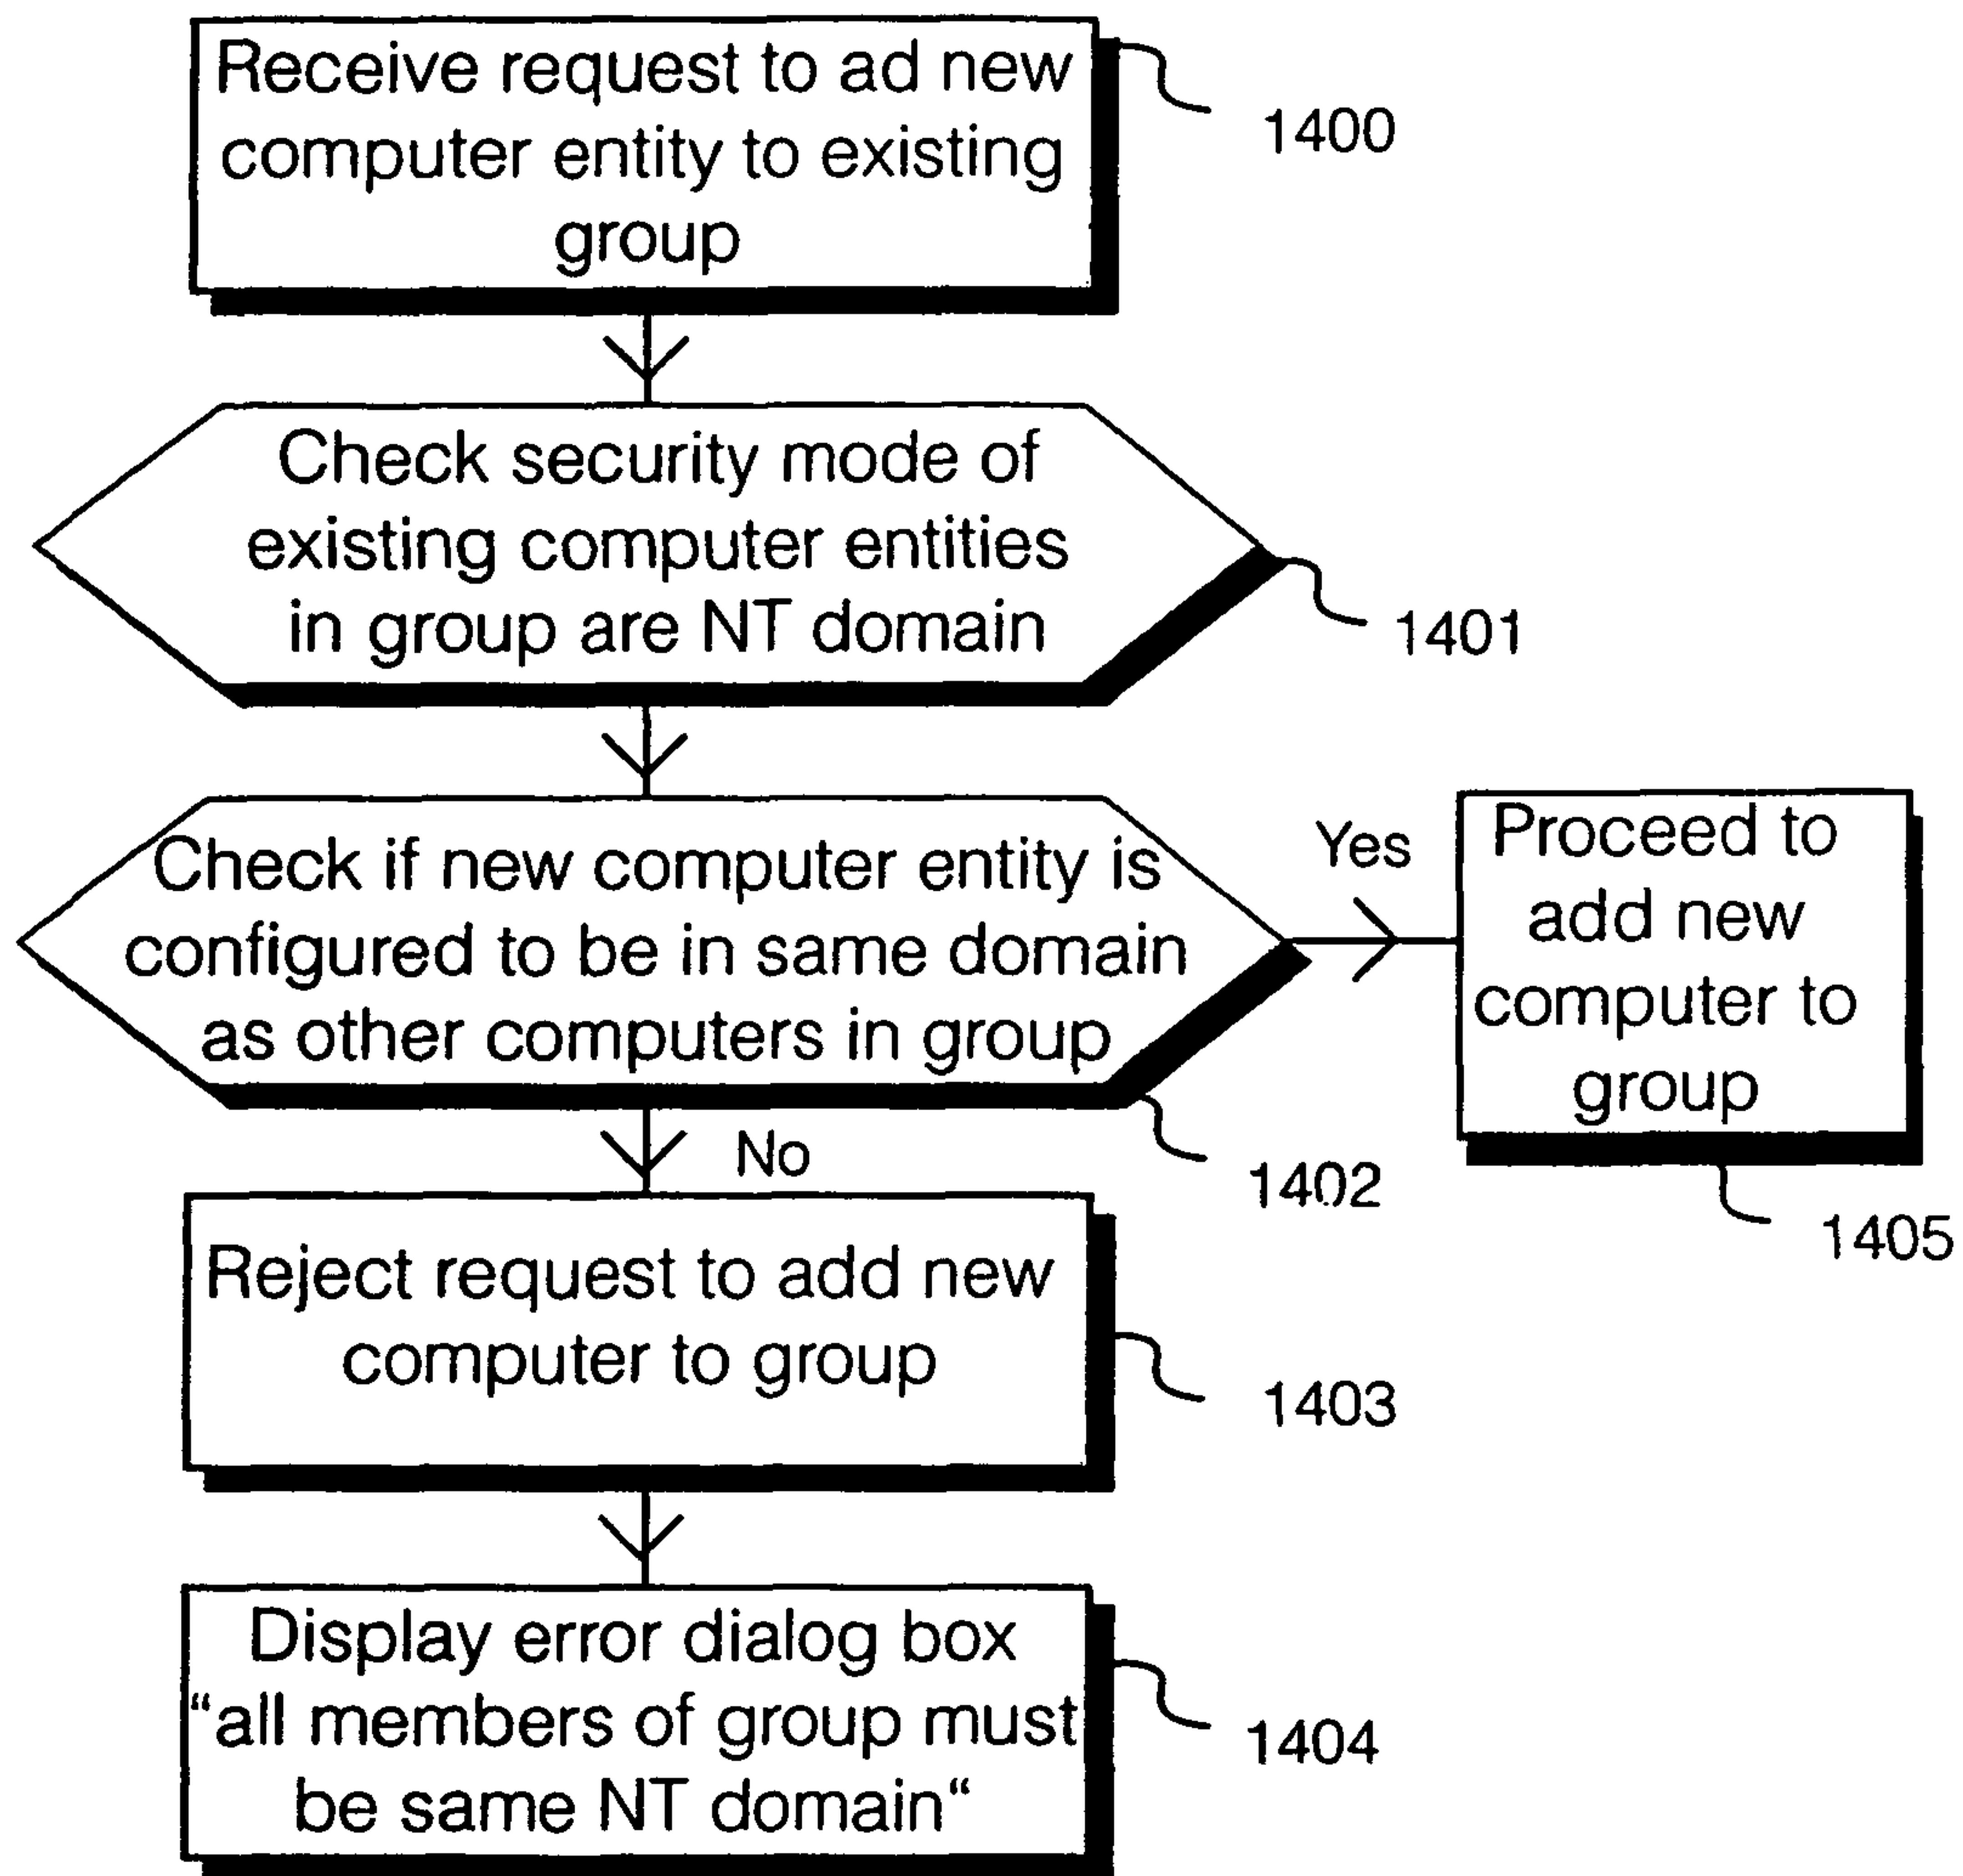 Receive request to ad new
computer entity to existing
group
1400
Check security mode of
existing computer entities
in group are NT domain
1401
Check if new computer entity is
configured to be in same domain
as other computers in group
1402
Yes
Proceed to
add new
computer to
group
1405
No
Reject request to add new
computer to group
1403
Display error dialog box
“all members of group must
be same NT domain“
1404